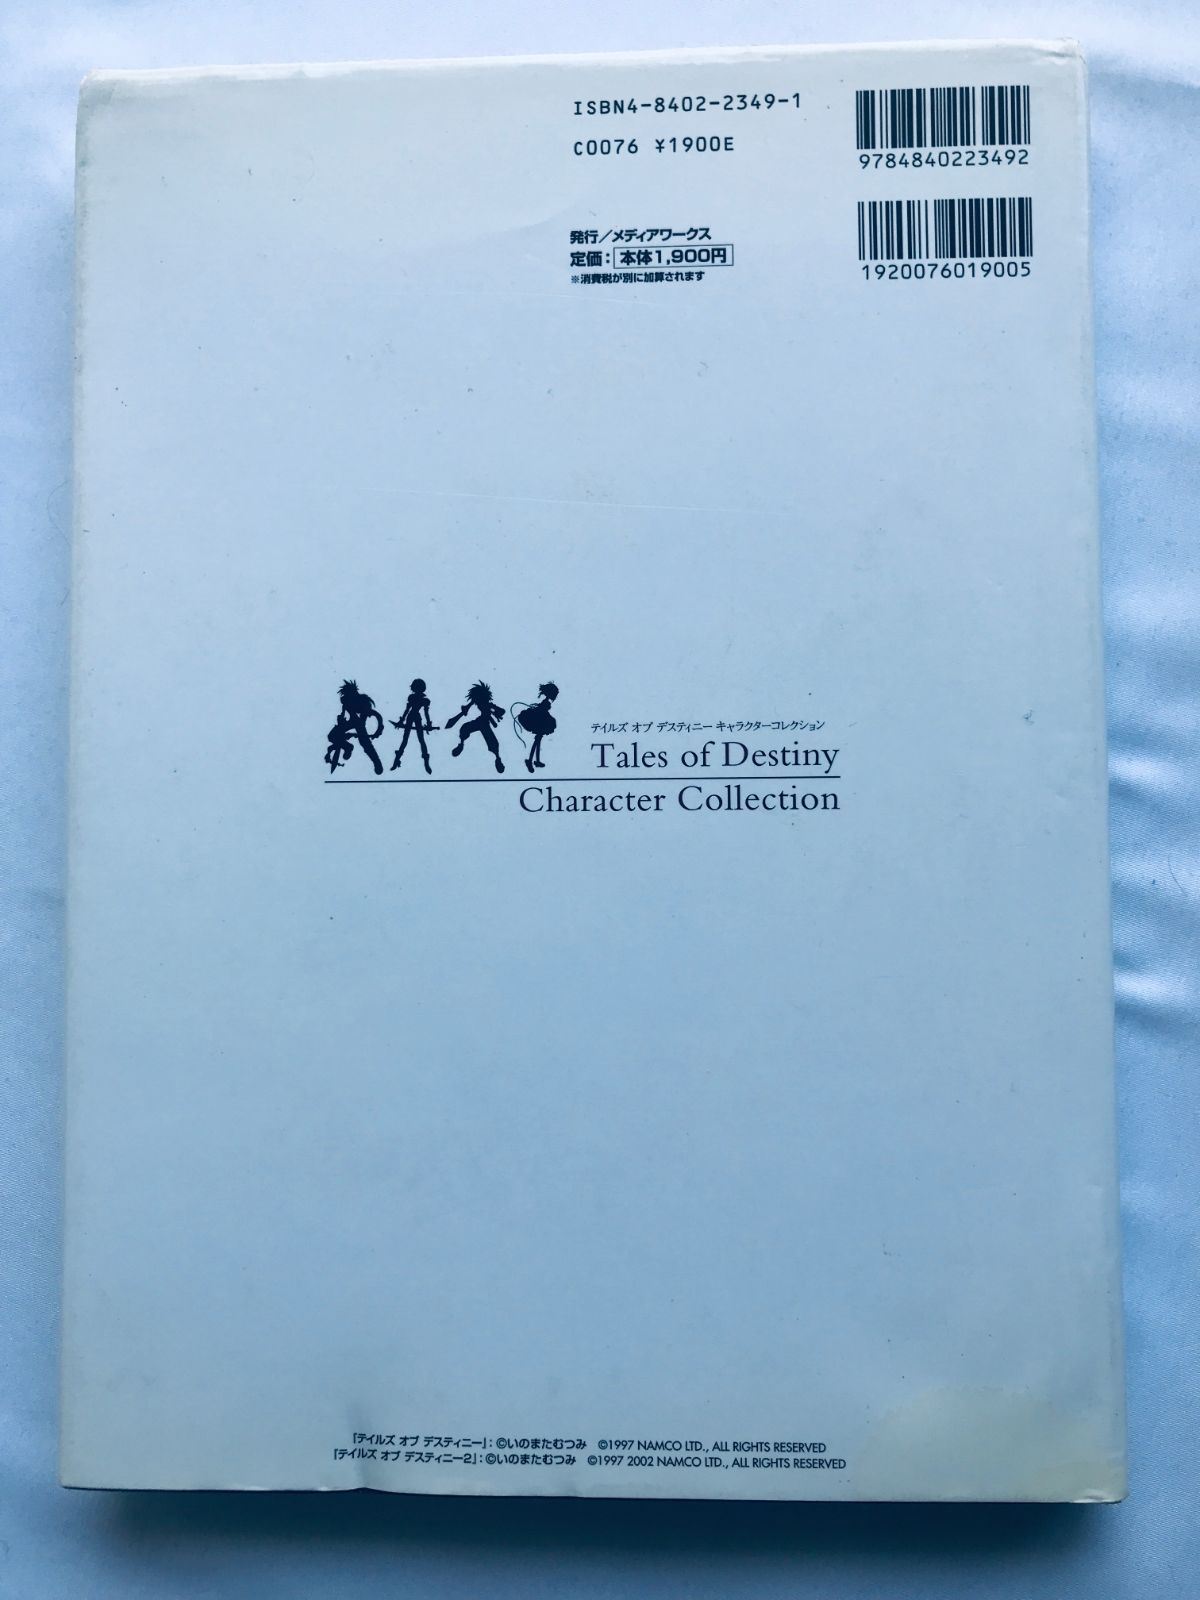 ISBN4-8402-2349-1
C0076 ¥1900E
9784840223492
発行／メディアワークス
定価：本体1,900円
※消費税が別に加算されます
1920076019005
テイルズ オブ デスティニー キャラクターコレクション
Tales of Destiny
Character Collection
『テイルズ オブ デスティニー』：©いのまたむつみ ©1997 NAMCO LTD., ALL RIGHTS RESERVED
『テイルズ オブ デスティニー2』：©いのまたむつみ ©1997 2002 NAMCO LTD., ALL RIGHTS RESERVED